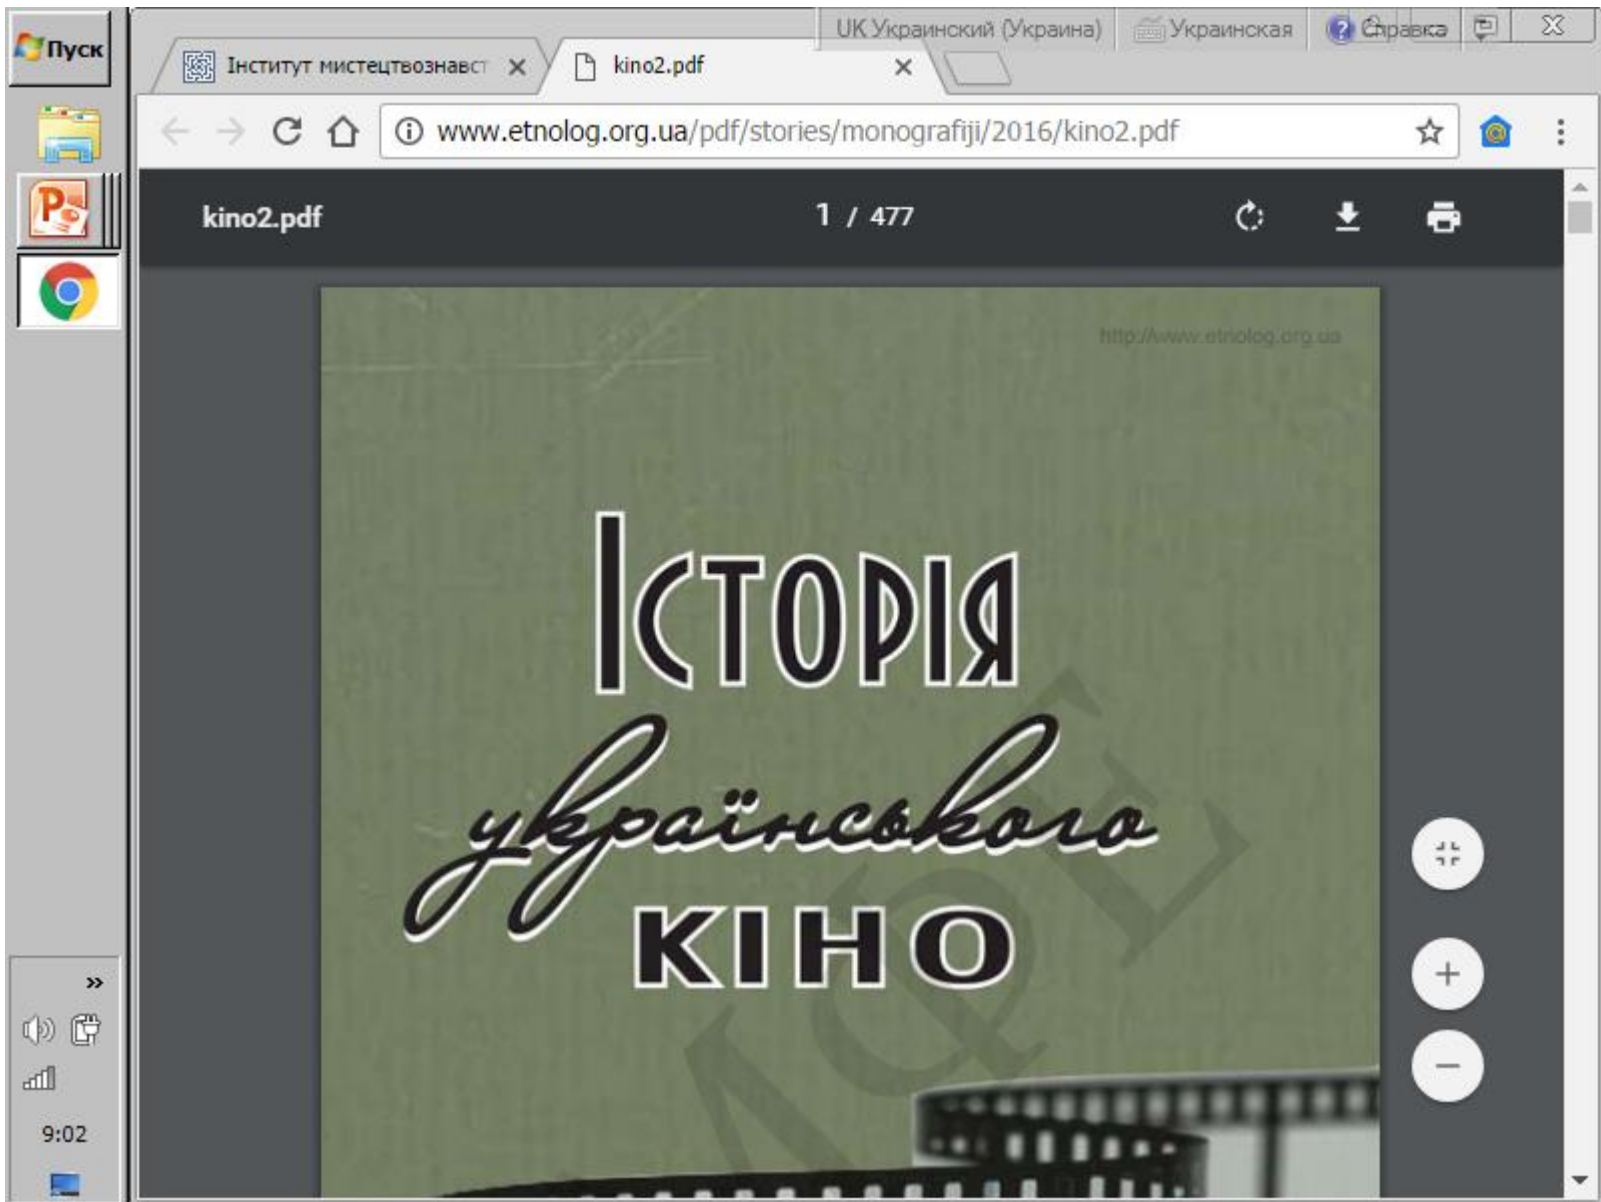 UK Украинский (Украина) Украинская Справка
Пуск
Інститут мистецтвознавст
kino2.pdf
www.etnolog.org.ua/pdf/stories/monografiji/2016/kino2.pdf
kino2.pdf
1 / 477
http://www.etnolog.org.ua
Історія
українського
кіно
ІМФЕ
9:02